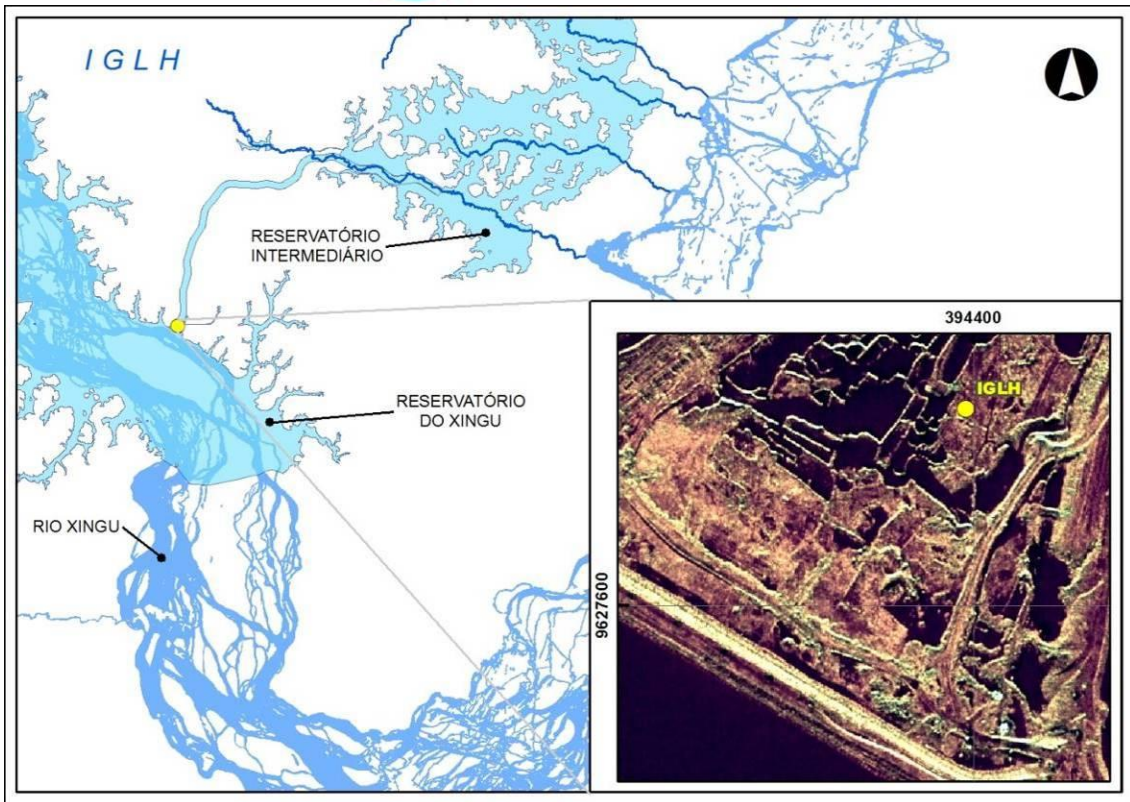 IGLH
RESERVATÓRIO
INTERMEDIÁRIO
394400
IGLH
RESERVATÓRIO
DO XINGU
RIO XINGU
9627600